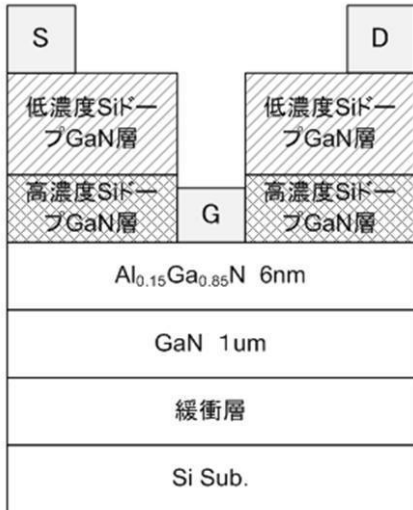 S
D
低濃度Siドー
プGaN層
低濃度Siドー
プGaN層
高濃度Siドー
プGaN層
G
高濃度Siドー
プGaN層
Al₀.₁₅Ga₀.₈₅N 6nm
GaN 1um
緩衝層
Si Sub.